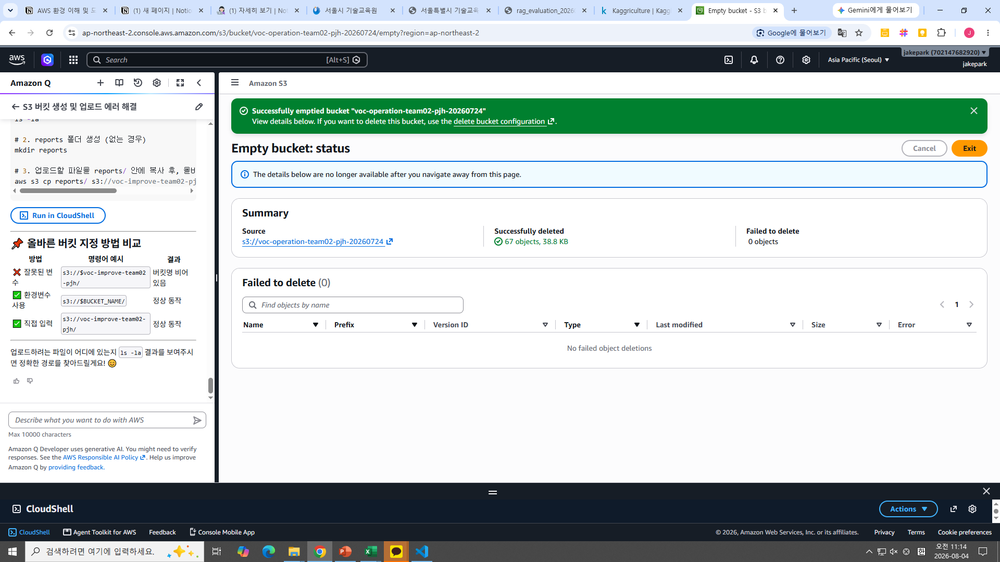 AWS 환경 이해 및 도
(1) 새 페이지 | Notio
(1) 자세히 보기 | No
서울시 기술교육원
서울특별시 기술교육
rag_evaluation_2026
Kaggriculture | Kagg
Empty bucket - S3 b
Gemini에게 물어보기
ap-northeast-2.console.aws.amazon.com/s3/bucket/voc-operation-team02-pjh-20260724/empty?region=ap-northeast-2
Google에 물어보기
J
aws
Search
[Alt+S]
Asia Pacific (Seoul)
jakepark (702147682920)
jakepark
Amazon Q
S3 버킷 생성 및 업로드 에러 해결
ls -la
# 2. reports 폴더 생성 (없는 경우)
mkdir reports
# 3. 업로드할 파일을 reports/ 안에 복사 후, 올바
aws s3 cp reports/ s3://voc-improve-team02-pj
Run in CloudShell
올바른 버킷 지정 방법 비교
방법 명령어 예시 결과
잘못된 변수 s3://$voc-improve-team02-pjh/ 버킷명 비어있음
환경변수 사용 s3://$BUCKET_NAME/ 정상 동작
직접 입력 s3://voc-improve-team02-pjh/ 정상 동작
업로드하려는 파일이 어디에 있는지 ls -la 결과를 보여주시
면 정확한 경로를 찾아드릴게요!
Describe what you want to do with AWS
Max 10000 characters
Amazon Q Developer uses generative AI. You might need to verify
responses. See the AWS Responsible AI Policy. Help us improve
Amazon Q by providing feedback.
Amazon S3
Successfully emptied bucket "voc-operation-team02-pjh-20260724"
View details below. If you want to delete this bucket, use the delete bucket configuration.
Empty bucket: status
Cancel
Exit
The details below are no longer available after you navigate away from this page.
Summary
Source
s3://voc-operation-team02-pjh-20260724
Successfully deleted
67 objects, 38.8 KB
Failed to delete
0 objects
Failed to delete (0)
Find objects by name
1
Name Prefix Version ID Type Last modified Size Error
No failed object deletions
CloudShell
Actions
CloudShell
Agent Toolkit for AWS
Feedback
Console Mobile App
© 2026, Amazon Web Services, Inc. or its affiliates.
Privacy
Terms
Cookie preferences
검색하려면 여기에 입력하세요.
한
오전 11:14
2026-08-04